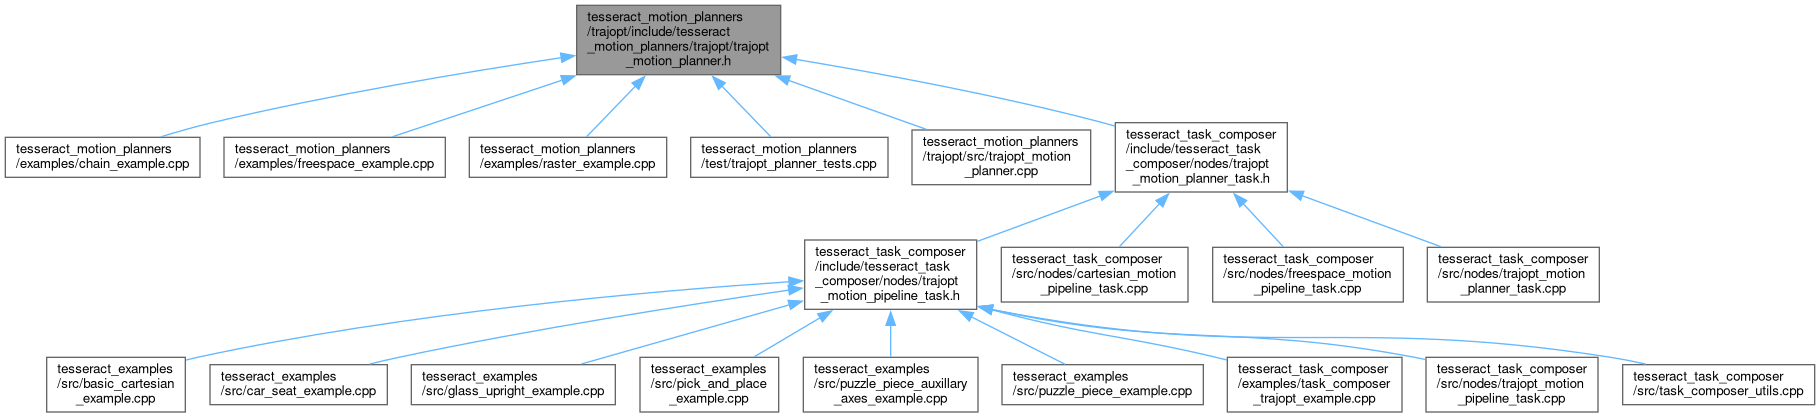 tesseract_motion_planners
/trajopt/include/tesseract
_motion_planners/trajopt/trajopt
_motion_planner.h
tesseract_motion_planners
/examples/chain_example.cpp
tesseract_motion_planners
/examples/freespace_example.cpp
tesseract_motion_planners
/examples/raster_example.cpp
tesseract_motion_planners
/test/trajopt_planner_tests.cpp
tesseract_motion_planners
/trajopt/src/trajopt_motion
_planner.cpp
tesseract_task_composer
/include/tesseract_task
_composer/nodes/trajopt
_motion_planner_task.h
tesseract_task_composer
/include/tesseract_task
_composer/nodes/trajopt
_motion_pipeline_task.h
tesseract_task_composer
/src/nodes/cartesian_motion
_pipeline_task.cpp
tesseract_task_composer
/src/nodes/freespace_motion
_pipeline_task.cpp
tesseract_task_composer
/src/nodes/trajopt_motion
_planner_task.cpp
tesseract_examples
/src/basic_cartesian
_example.cpp
tesseract_examples
/src/car_seat_example.cpp
tesseract_examples
/src/glass_upright_example.cpp
tesseract_examples
/src/pick_and_place
_example.cpp
tesseract_examples
/src/puzzle_piece_auxillary
_axes_example.cpp
tesseract_examples
/src/puzzle_piece_example.cpp
tesseract_task_composer
/examples/task_composer
_trajopt_example.cpp
tesseract_task_composer
/src/nodes/trajopt_motion
_pipeline_task.cpp
tesseract_task_composer
/src/task_composer_utils.cpp